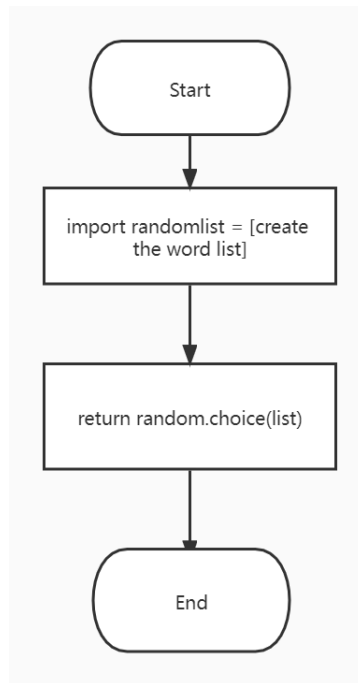 Start
import randomlist = [create
the word list]
return random.choice(list)
End